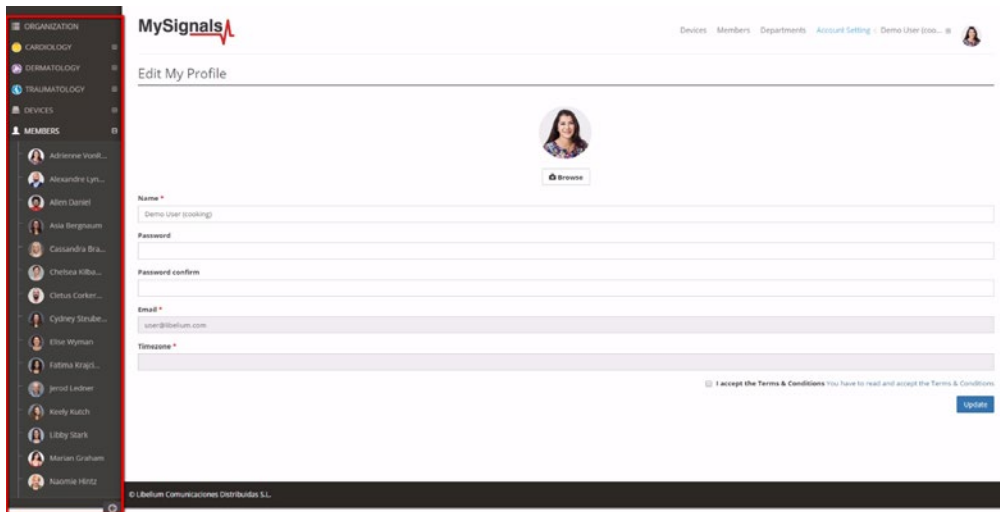 ORGANIZATION
CARDIOLOGY
DERMATOLOGY
TRAUMATOLOGY
DEVICES
MEMBERS
Adrienne VonR...
Alexandre Lyn...
Allen Daniel
Asia Bergnaum
Cassandra Bra...
Chelsea Kilba...
Cletus Corker...
Cydney Strube...
Elise Wyman
Fatima Krajci...
Jerod Ledner
Keely Kutch
Libby Stark
Marian Graham
Naomie Hintz
MySignals
Devices Members Departments Account Setting Demo User (coo...
Edit My Profile
Browse
Name *
Demo User (cooking)
Password
Password confirm
Email *
user@libelium.com
Timezone *
I accept the Terms & Conditions You have to read and accept the Terms & Conditions
Update
© Libelium Comunicaciones Distribuidas S.L.